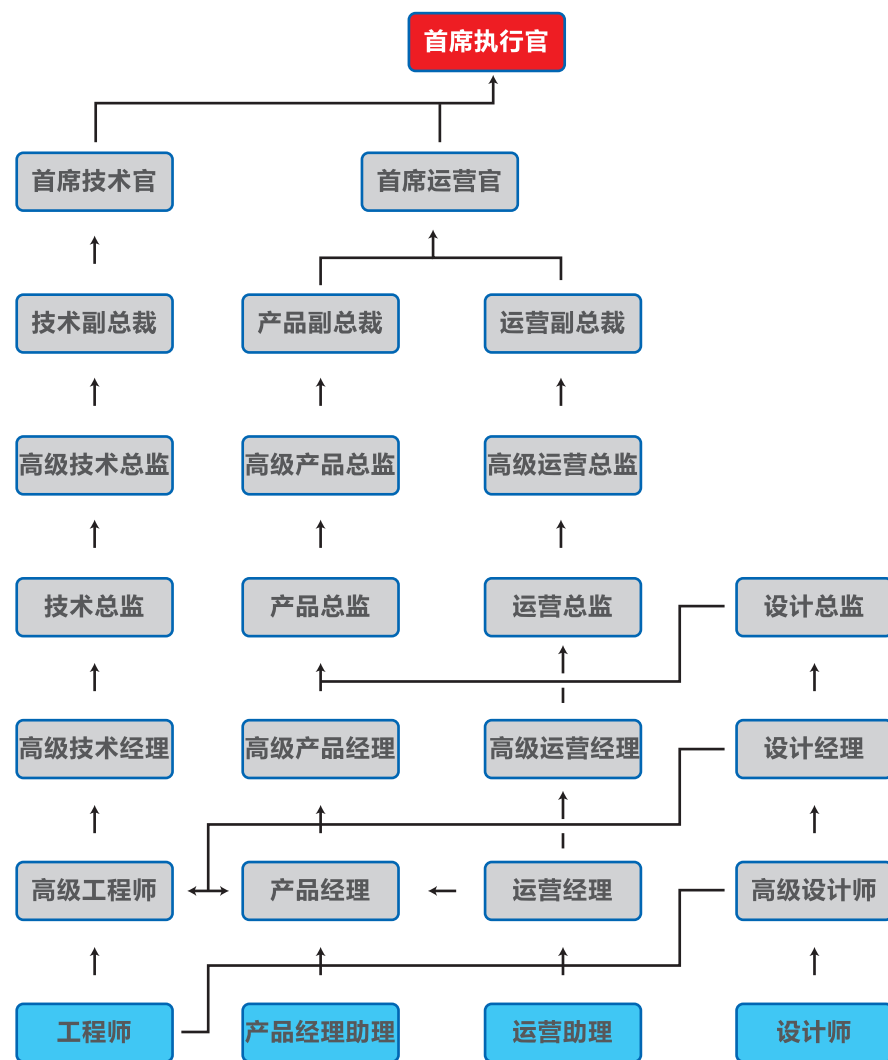 首席执行官
首席技术官
首席运营官
技术副总裁
产品副总裁
运营副总裁
高级技术总监
高级产品总监
高级运营总监
技术总监
产品总监
运营总监
设计总监
高级技术经理
高级产品经理
高级运营经理
设计经理
高级工程师
产品经理
运营经理
高级设计师
工程师
产品经理助理
运营助理
设计师